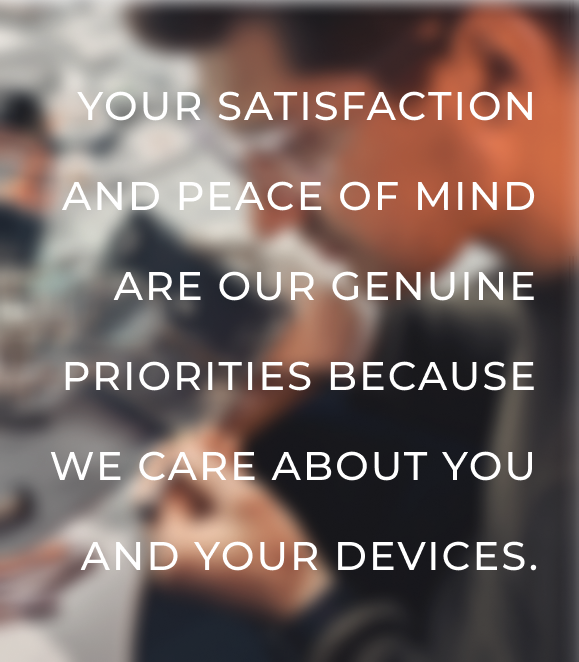 YOUR SATISFACTION
AND PEACE OF MIND
ARE OUR GENUINE
PRIORITIES BECAUSE
WE CARE ABOUT YOU
AND YOUR DEVICES.